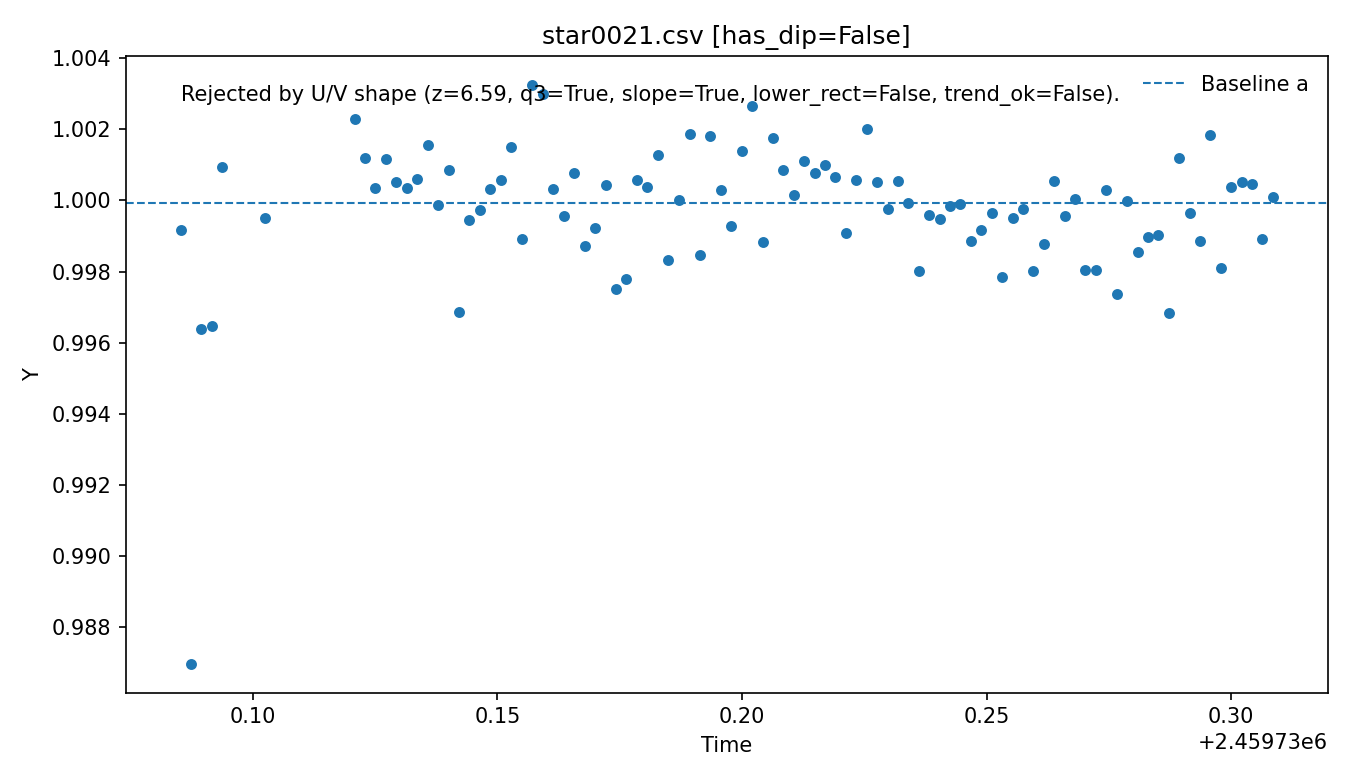 star0021.csv [has_dip=False]
Rejected by U/V shape (z=6.59, q3=True, slope=True, lower_rect=False, trend_ok=False).
Baseline a
1.004
1.002
1.000
0.998
0.996
0.994
0.992
0.990
0.988
Y
0.10 0.15 0.20 0.25 0.30
Time
+2.45973e6